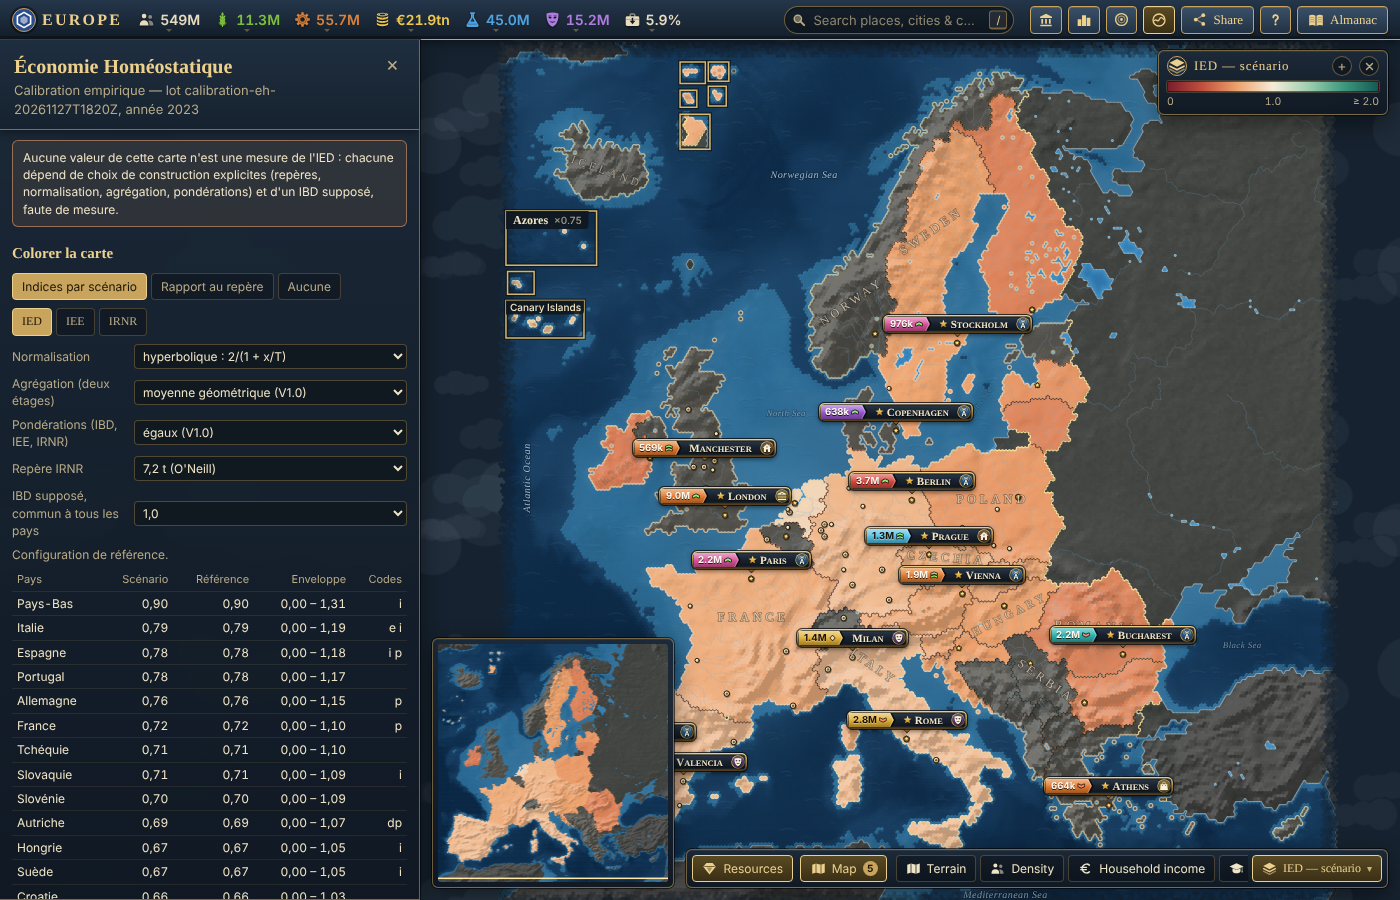 EUROPE 549M 11.3M 55.7M €21.9tn 45.0M 15.2M 5.9% Search places, cities & c... / Share ? Almanac
Économie Homéostatique
Calibration empirique — lot calibration-eh-
20261127T1820Z, année 2023
Aucune valeur de cette carte n'est une mesure de l'IED : chacune
dépend de choix de construction explicites (repères,
normalisation, agrégation, pondérations) et d'un IBD supposé,
faute de mesure.
Colorer la carte
Indices par scénario Rapport au repère Aucune
IED IEE IRNR
Normalisation hyperbolique : 2/(1 + x/T)
Agrégation (deux
étages) moyenne géométrique (V1.0)
Pondérations (IBD,
IEE, IRNR) égaux (V1.0)
Repère IRNR 7,2 t (O'Neill)
IBD supposé,
commun à tous les
pays 1,0
Configuration de référence.
Pays Scénario Référence Enveloppe Codes
Pays-Bas 0,90 0,90 0,00 – 1,31 i
Italie 0,79 0,79 0,00 – 1,19 e i
Espagne 0,78 0,78 0,00 – 1,18 i p
Portugal 0,78 0,78 0,00 – 1,17
Allemagne 0,76 0,76 0,00 – 1,15 p
France 0,72 0,72 0,00 – 1,10 p
Tchéquie 0,71 0,71 0,00 – 1,10
Slovaquie 0,71 0,71 0,00 – 1,09 i
Slovénie 0,70 0,70 0,00 – 1,09
Autriche 0,69 0,69 0,00 – 1,07 dp
Hongrie 0,67 0,67 0,00 – 1,05 i
Suède 0,67 0,67 0,00 – 1,05 i
Croatie 0,66 0,66 0,00 – 1,03
IED — scénario
0 1.0 ≥ 2.0
ICELAND
Norwegian Sea
Azores ×0.75
Canary Islands
SWEDEN
NORWAY
976k STOCKHOLM
North Sea
638k COPENHAGEN
Atlantic Ocean
569k MANCHESTER
9.0M LONDON
3.7M BERLIN
POLAND
1.3M PRAGUE
CZECHIA
2.2M PARIS
1.9M VIENNA
FRANCE
HUNGARY
1.4M MILAN
2.2M BUCHAREST
Black Sea
ITALY
SERBIA
2.8M ROME
VALENCIA
664k ATHENS
Resources Map 5 Terrain Density Household income IED — scénario
Mediterranean Sea